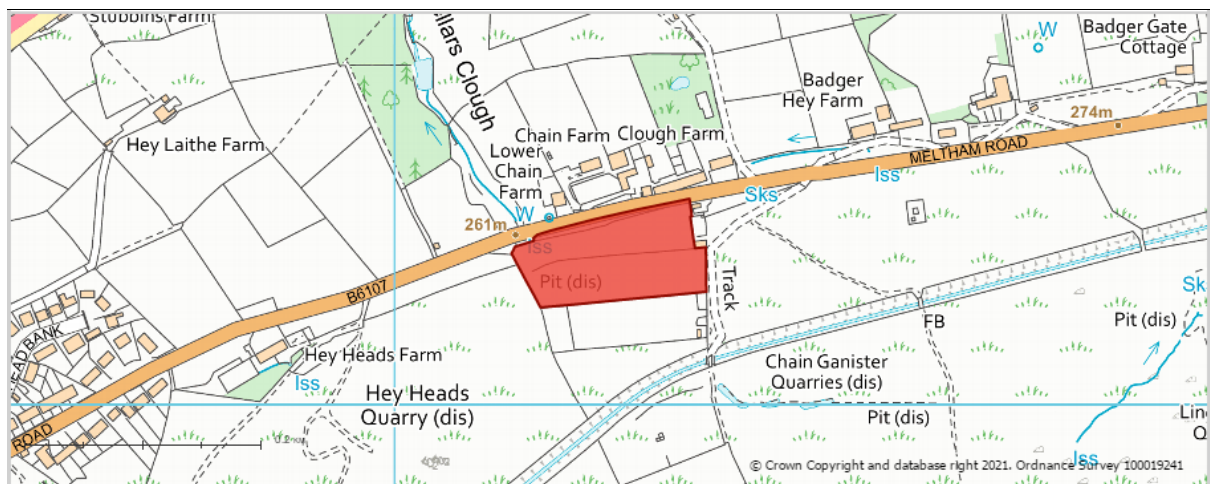 Stubbins Farm
Badger Gate
Cottage
W
Badger
Hey Farm
274m
MELTHAM ROAD
Iss
Hey Laithe Farm
Chain Farm
Clough Farm
Lower
Chain
Farm
W
261m
Iss
Sks
Pit (dis)
Track
B6107
FB
Pit (dis)
Chain Ganister
Quarries (dis)
Pit (dis)
Hey Heads Farm
Iss
Hey Heads
Quarry (dis)
ROAD
Iss
© Crown Copyright and database right 2021. Ordnance Survey 100019241